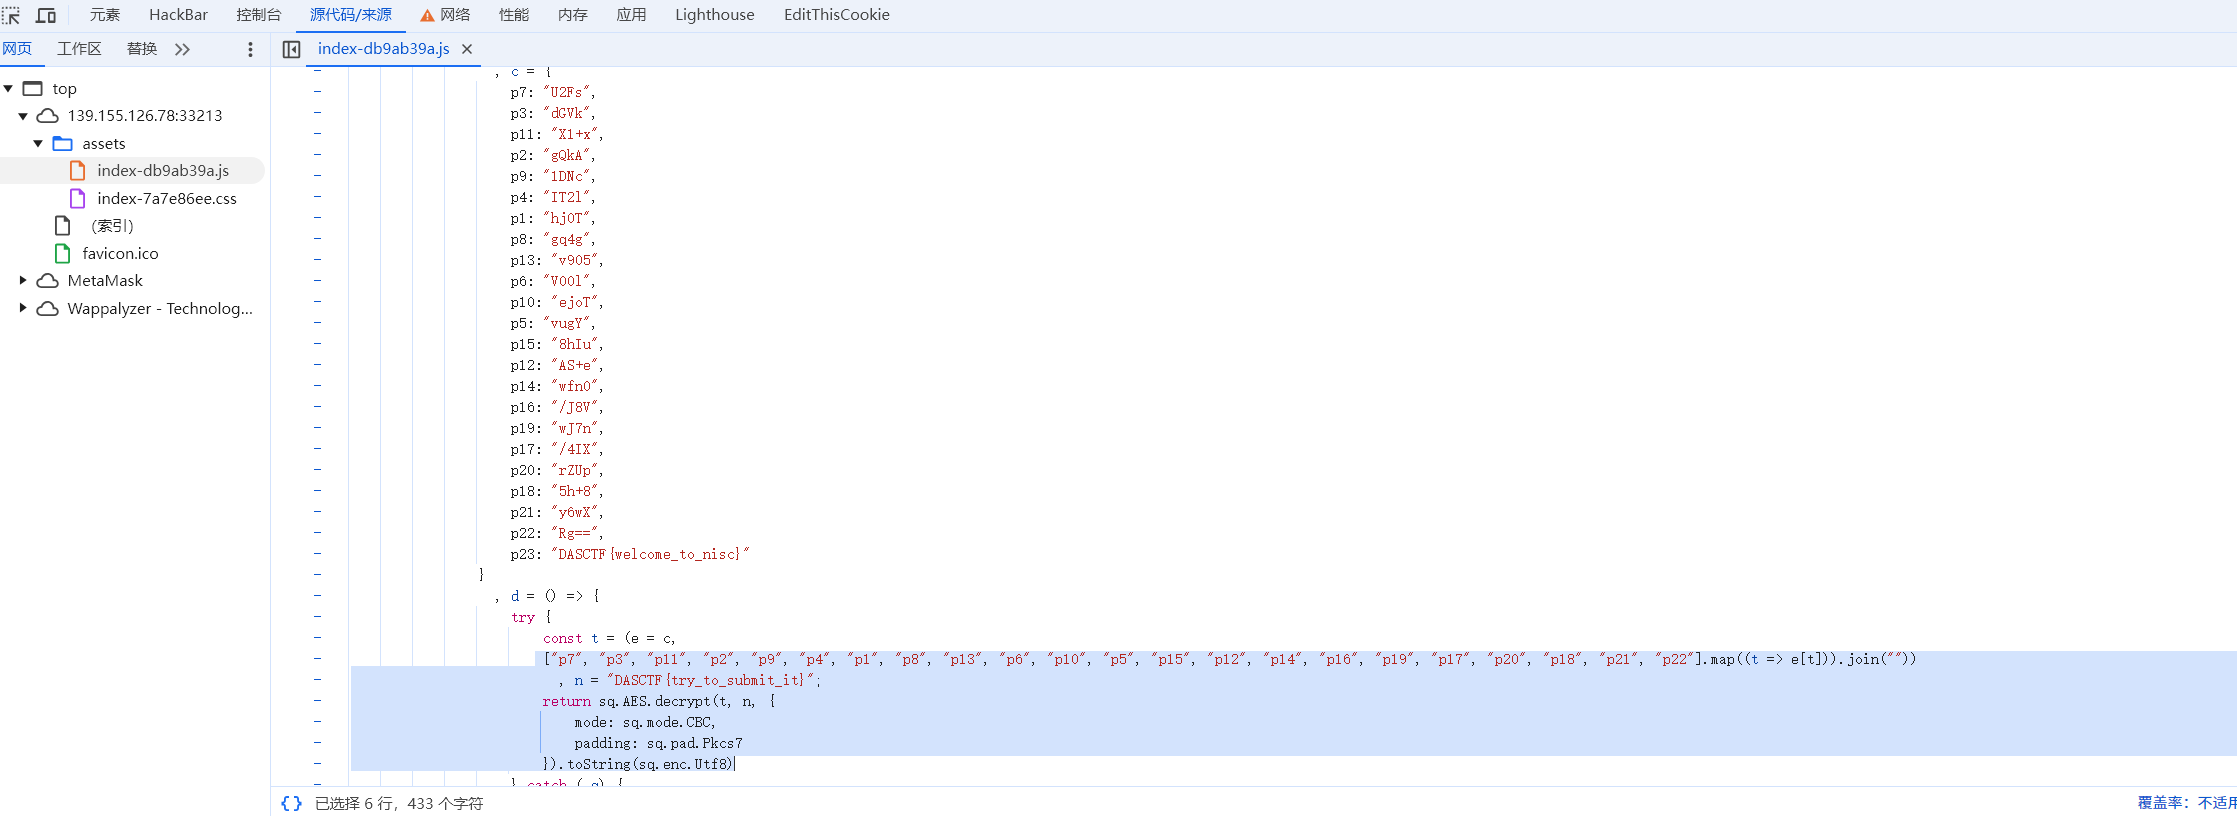 元素 HackBar 控制台 源代码/来源 网络 性能 内存 应用 Lighthouse EditThisCookie
网页 工作区 替换 index-db9ab39a.js
top
139.155.126.78:33213
assets
index-db9ab39a.js
index-7a7e86ee.css
(索引)
favicon.ico
MetaMask
Wappalyzer - Technolog...
, c = {
p7: "U2Fs",
p3: "dGVk",
p11: "X1+x",
p2: "gQkA",
p9: "1DNc",
p4: "IT2l",
p1: "hj0T",
p8: "gq4g",
p13: "v905",
p6: "V00l",
p10: "ejoT",
p5: "vugY",
p15: "8hIu",
p12: "AS+e",
p14: "wfn0",
p16: "/J8V",
p19: "wJ7n",
p17: "/4IX",
p20: "rZUp",
p18: "5h+8",
p21: "y6wX",
p22: "Rg==",
p23: "DASCTF{welcome_to_nisc}"
}
, d = () => {
try {
const t = (e = c,
["p7", "p3", "p11", "p2", "p9", "p4", "p1", "p8", "p13", "p6", "p10", "p5", "p15", "p12", "p14", "p16", "p19", "p17", "p20", "p18", "p21", "p22"].map((t => e[t])).join(""))
, n = "DASCTF{try_to_submit_it}";
return sq.AES.decrypt(t, n, {
mode: sq.mode.CBC,
padding: sq.pad.Pkcs7
}).toString(sq.enc.Utf8)
} catch (
{} 已选择 6 行，433 个字符
覆盖率：不适用